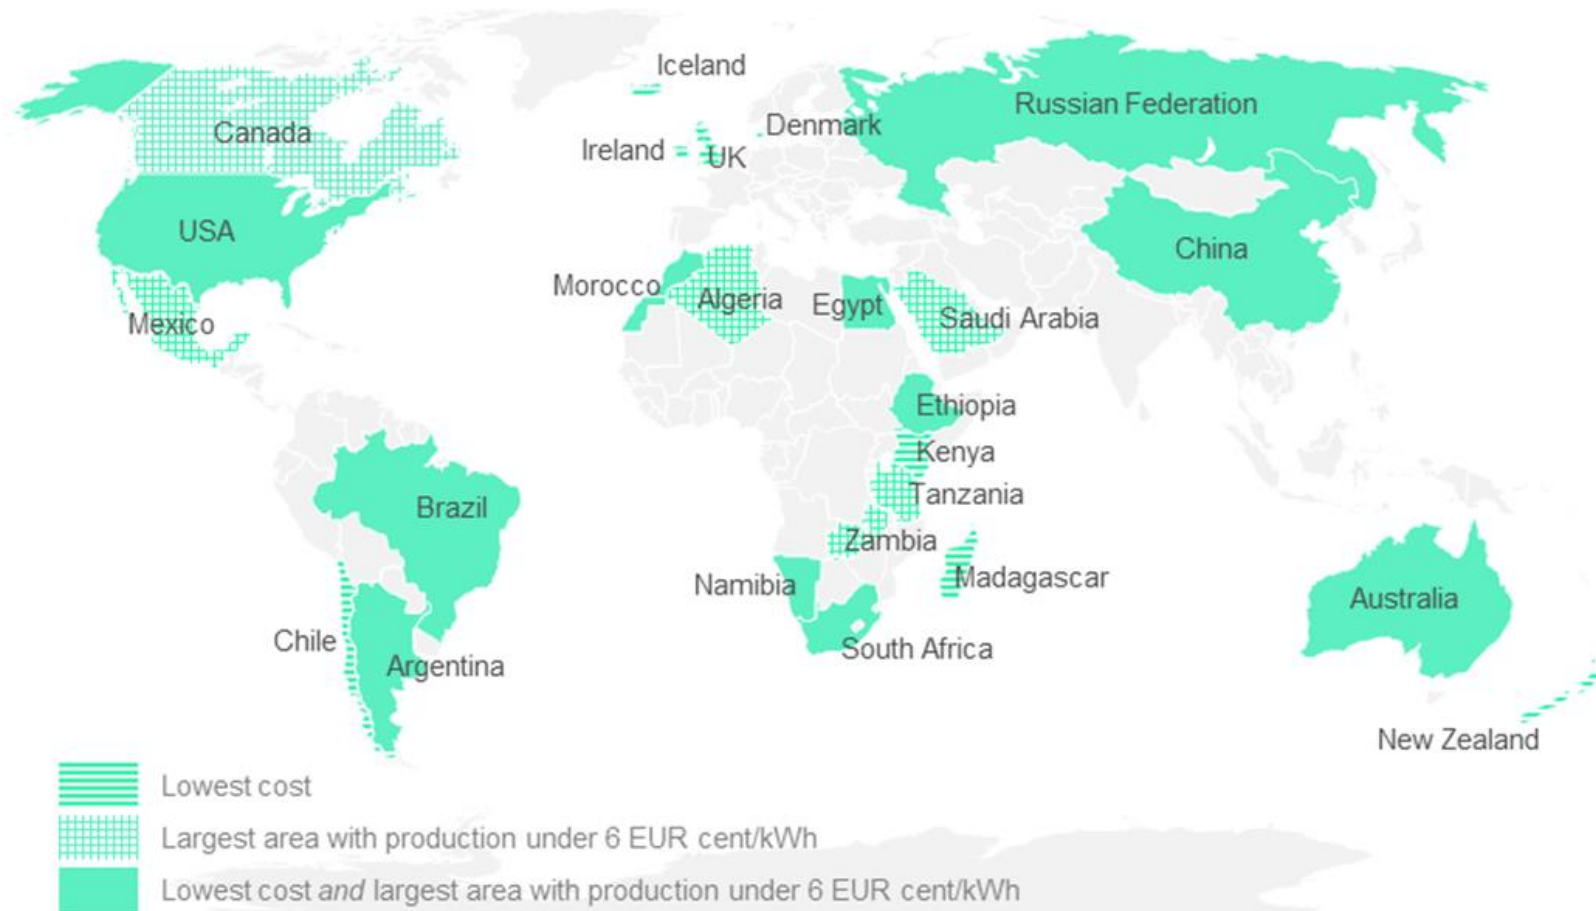 Iceland
Russian Federation
Canada
Denmark
Ireland
UK
USA
China
Morocco
Algeria
Egypt
Saudi Arabia
Mexico
Ethiopia
Kenya
Tanzania
Brazil
Zambia
Namibia
Madagascar
Australia
Chile
Argentina
South Africa
New Zealand
Lowest cost
Largest area with production under 6 EUR cent/kWh
Lowest cost and largest area with production under 6 EUR cent/kWh